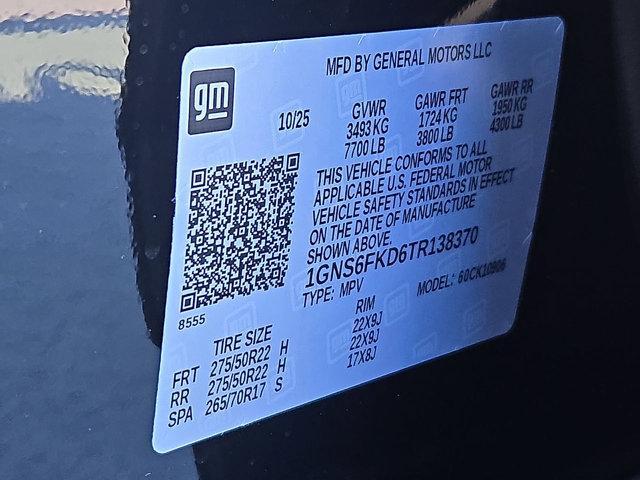 gm
MFD BY GENERAL MOTORS LLC
10/25
GVWR
3493 KG
7700 LB
GAWR FRT
1724 KG
3800 LB
GAWR RR
1950 KG
4300 LB
THIS VEHICLE CONFORMS TO ALL
APPLICABLE U.S. FEDERAL MOTOR
VEHICLE SAFETY STANDARDS IN EFFECT
ON THE DATE OF MANUFACTURE
SHOWN ABOVE.
1GNS6FKD6TR138370
TYPE: MPV
MODEL: 60CK10906
8555
TIRE SIZE RIM
FRT 275/50R22 H 22X9J
RR 275/50R22 H 22X9J
SPA 265/70R17 S 17X8J